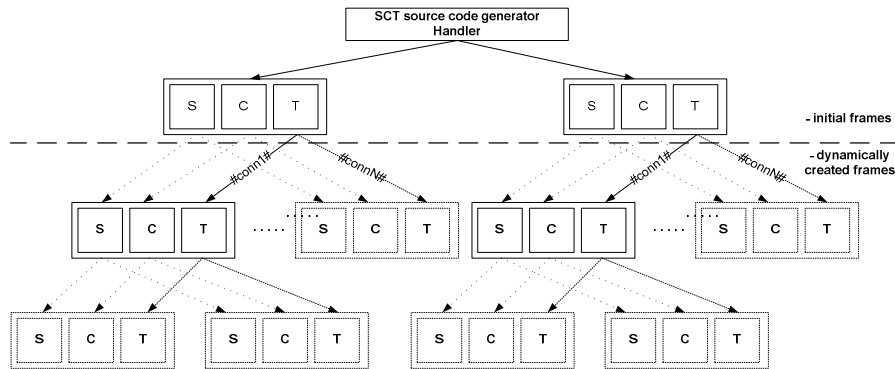 SCT source code generator
Handler
S C T S C T
- initial frames
- dynamically
created frames
#conn1# #connN# #conn1# #connN#
S C T ..... ..... S C T S C T ..... ..... S C T
S C T S C T S C T S C T